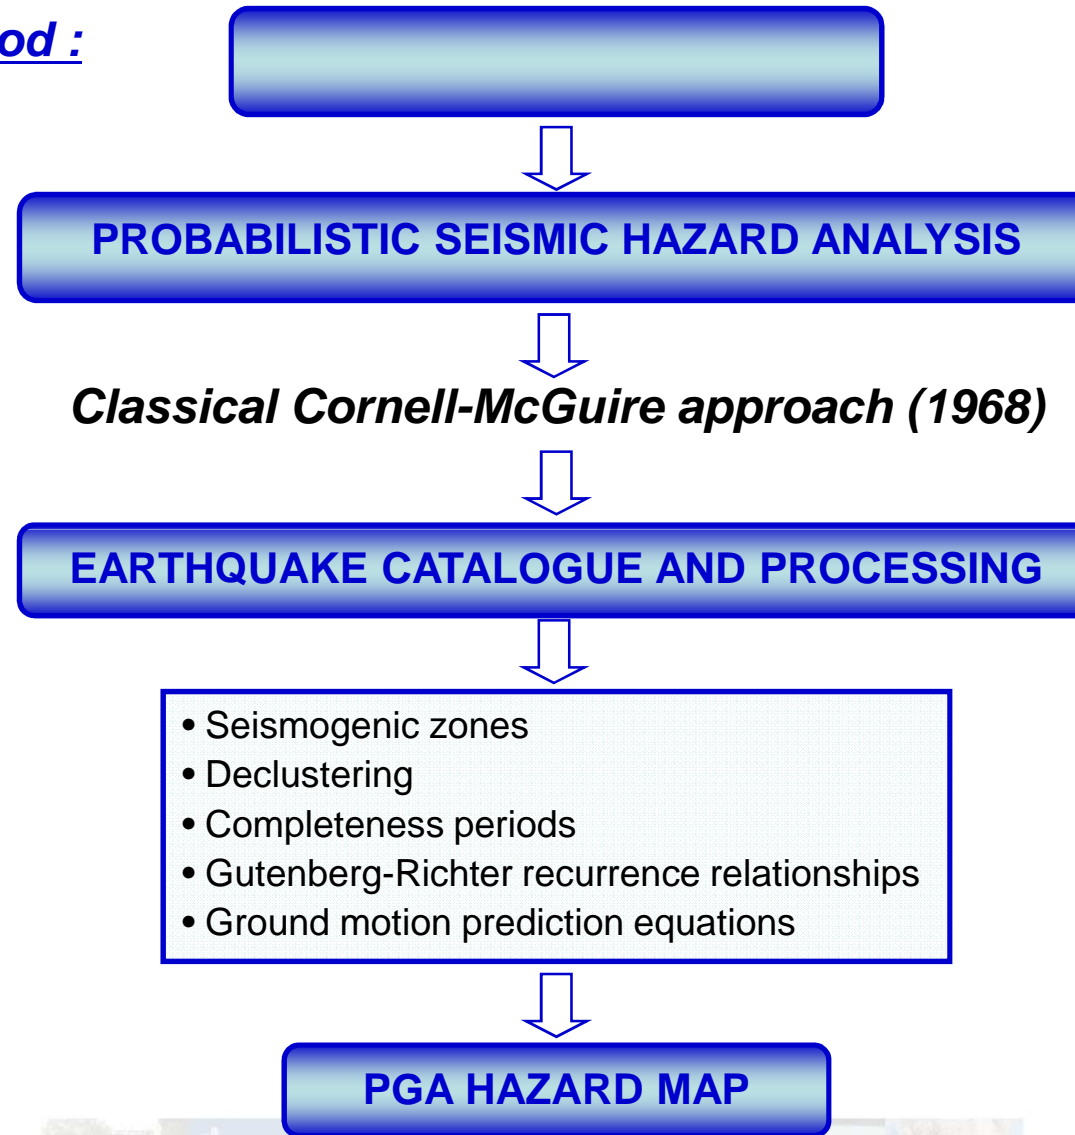 od :
PROBABILISTIC SEISMIC HAZARD ANALYSIS
Classical Cornell-McGuire approach (1968)
EARTHQUAKE CATALOGUE AND PROCESSING
• Seismogenic zones
• Declustering
• Completeness periods
• Gutenberg-Richter recurrence relationships
• Ground motion prediction equations
PGA HAZARD MAP